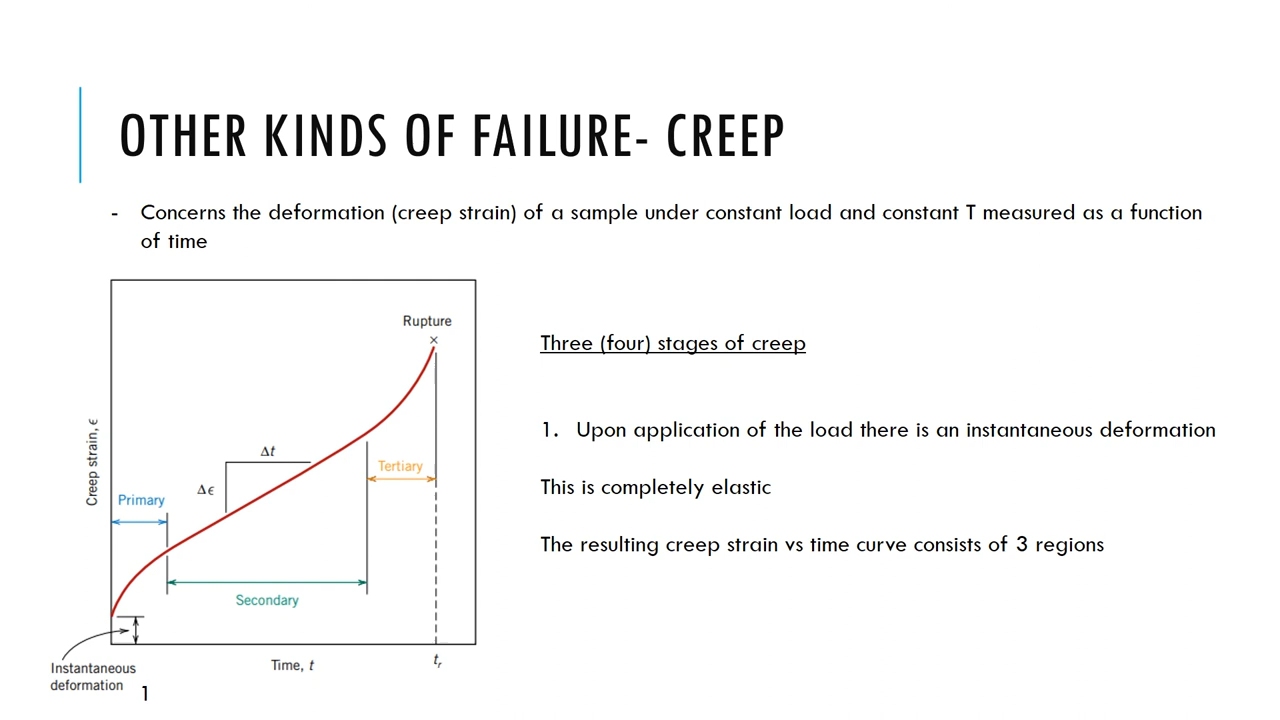 OTHER KINDS OF FAILURE- CREEP
- Concerns the deformation (creep strain) of a sample under constant load and constant T measured as a function
of time
Rupture
×
Creep strain, ϵ
Δt
Δϵ
Primary
Tertiary
Secondary
Instantaneous
deformation
1
Time, t
tr
Three (four) stages of creep
1. Upon application of the load there is an instantaneous deformation
This is completely elastic
The resulting creep strain vs time curve consists of 3 regions